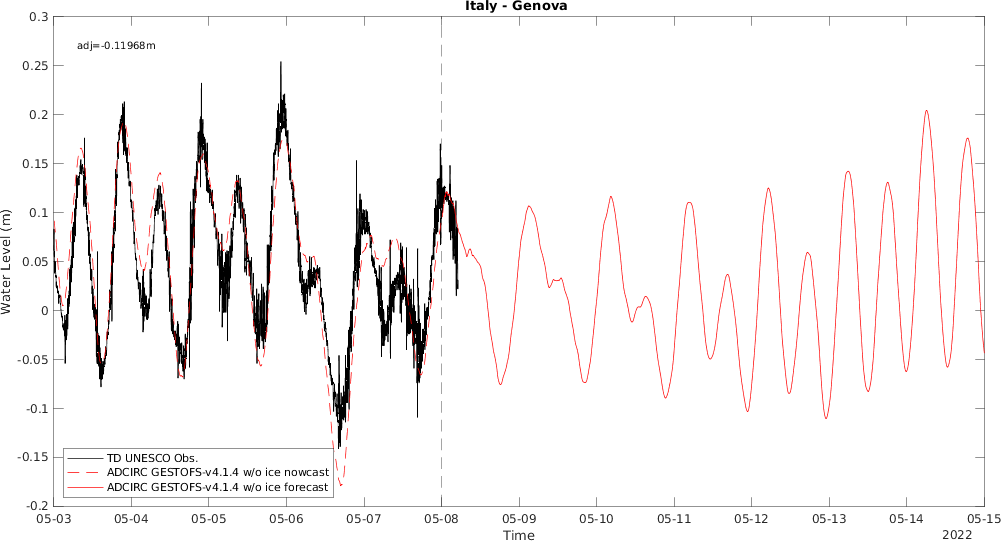 Italy - Genova
adj=-0.11968m
Water Level (m)
0.3
0.25
0.2
0.15
0.1
0.05
0
-0.05
-0.1
-0.15
-0.2
TD UNESCO Obs.
ADCIRC GESTOFS-v4.1.4 w/o ice nowcast
ADCIRC GESTOFS-v4.1.4 w/o ice forecast
05-03 05-04 05-05 05-06 05-07 05-08 05-09 05-10 05-11 05-12 05-13 05-14 05-15
Time
2022